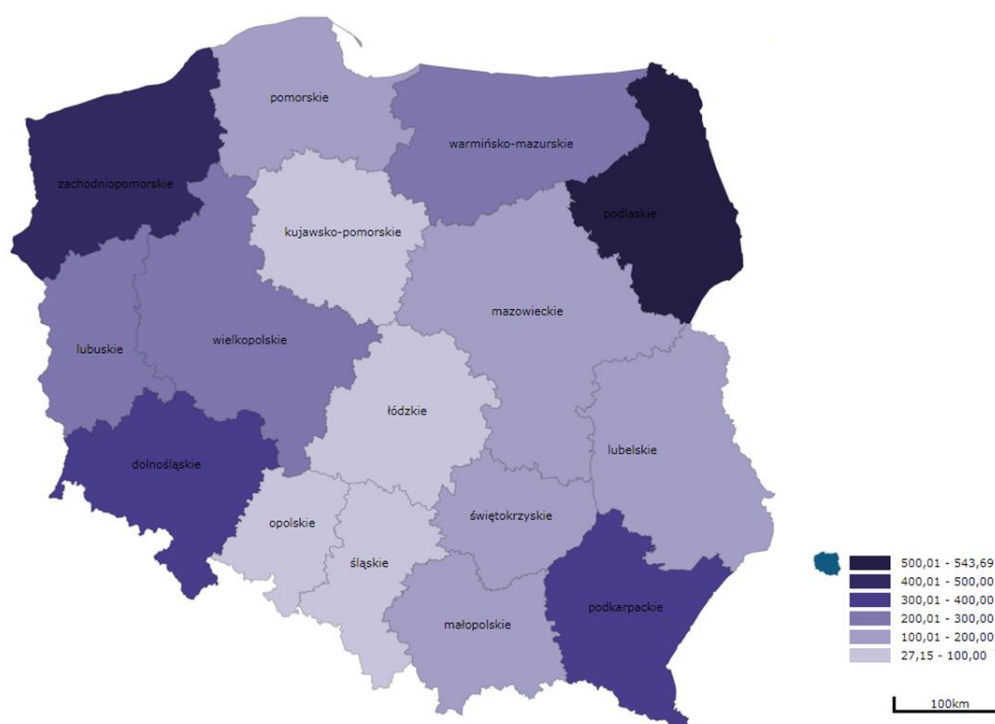 pomorskie
warmińsko-mazurskie
zachodniopomorskie
podlaskie
kujawsko-pomorskie
mazowieckie
lubuskie
wielkopolskie
łódzkie
lubelskie
dolnośląskie
opolskie
świętokrzyskie
śląskie
podkarpackie
małopolskie
500,01 - 543,69
400,01 - 500,00
300,01 - 400,00
200,01 - 300,00
100,01 - 200,00
27,15 - 100,00
100km